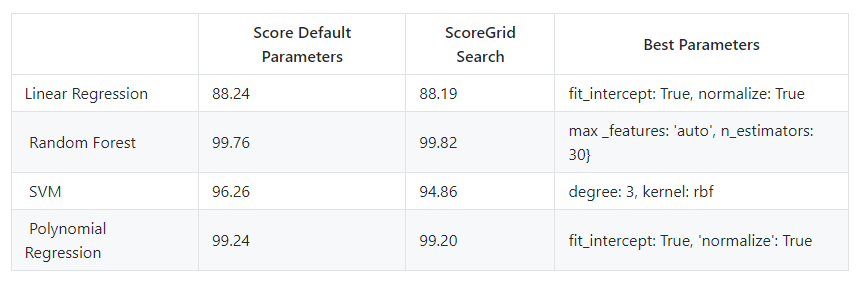 Score Default Parameters ScoreGrid Search Best Parameters
Linear Regression 88.24 88.19 fit_intercept: True, normalize: True
Random Forest 99.76 99.82 max _features: 'auto', n_estimators: 30}
SVM 96.26 94.86 degree: 3, kernel: rbf
Polynomial Regression 99.24 99.20 fit_intercept: True, 'normalize': True